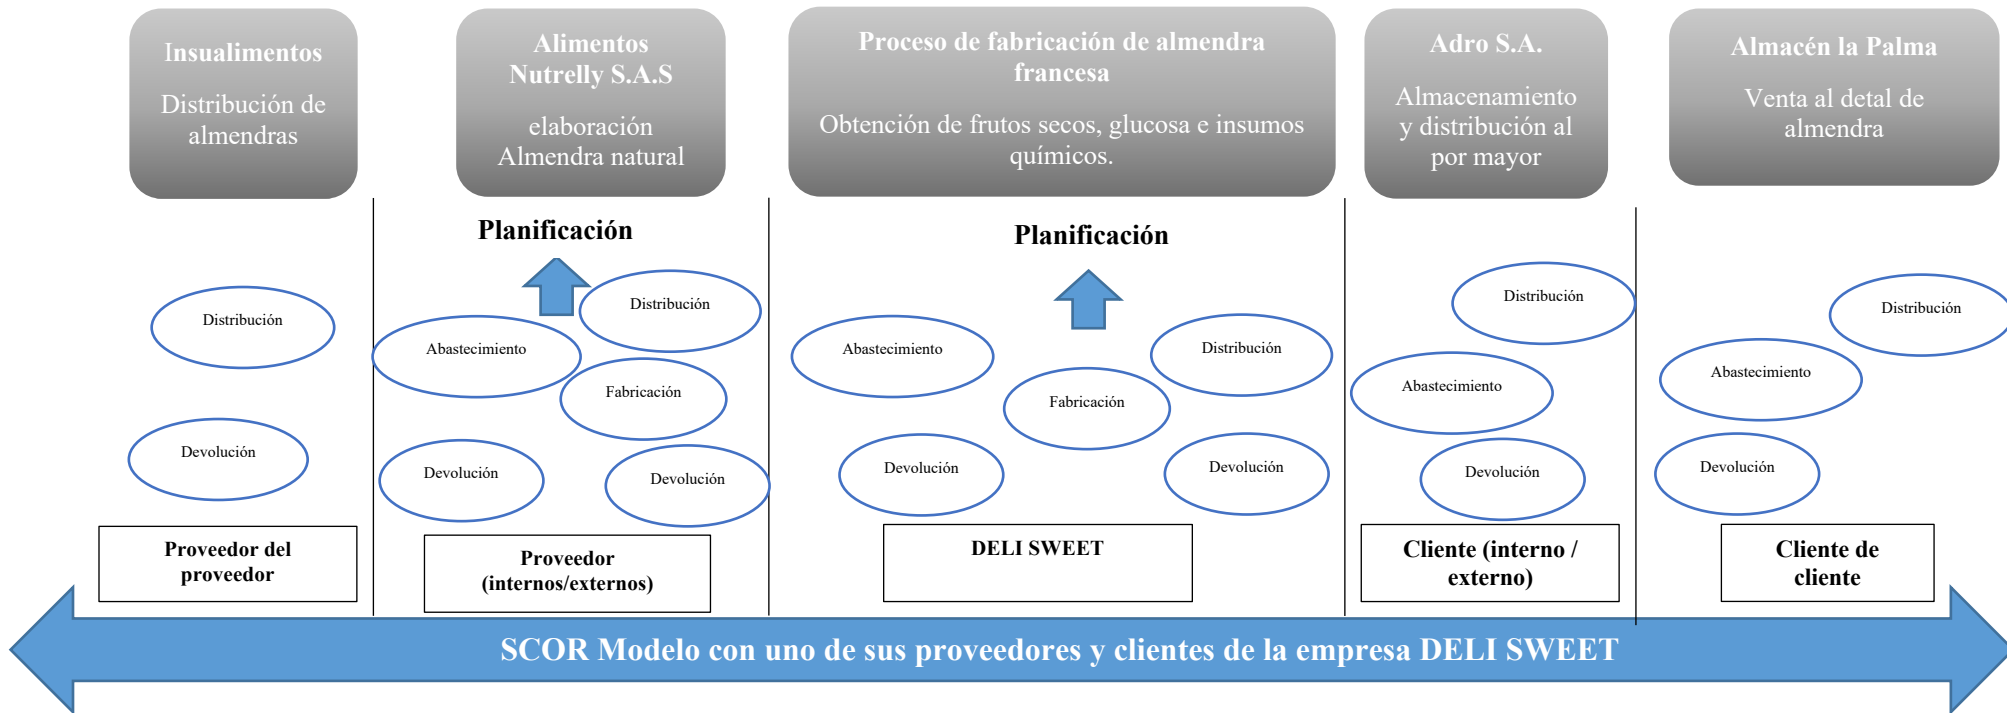 Insualimentos
Distribución de
almendras
Alimentos
Nutrelly S.A.S
elaboración
Almendra natural
Proceso de fabricación de almendra
francesa
Obtención de frutos secos, glucosa e insumos
químicos.
Adro S.A.
Almacenamiento
y distribución al
por mayor
Almacén la Palma
Venta al detal de
almendra
Distribución
Devolución
Proveedor del
proveedor
Planificación
Distribución
Abastecimiento
Fabricación
Devolución
Devolución
Proveedor
(internos/externos)
Planificación
Abastecimiento
Distribución
Fabricación
Devolución
Devolución
DELI SWEET
Distribución
Abastecimiento
Devolución
Cliente (interno /
externo)
Distribución
Abastecimiento
Devolución
Cliente de
cliente
SCOR Modelo con uno de sus proveedores y clientes de la empresa DELI SWEET